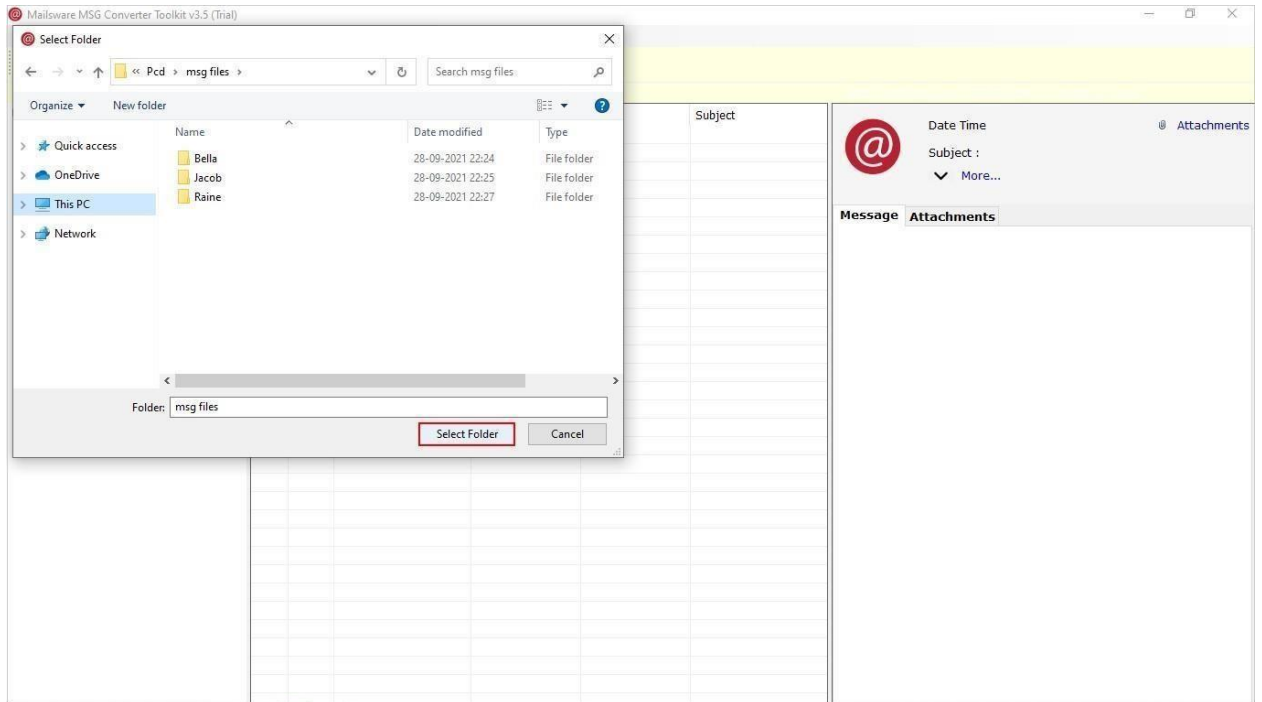 Mailsware MSG Converter Toolkit v3.5 (Trial)
Select Folder
« Pcd › msg files ›
Search msg files
Organize
New folder
Name Date modified Type
Quick access
OneDrive
This PC
Network
Bella 28-09-2021 22:24 File folder
Jacob 28-09-2021 22:25 File folder
Raine 28-09-2021 22:27 File folder
Folder: msg files
Select Folder
Cancel
Subject
@
Date Time
Attachments
Subject :
More...
Message Attachments